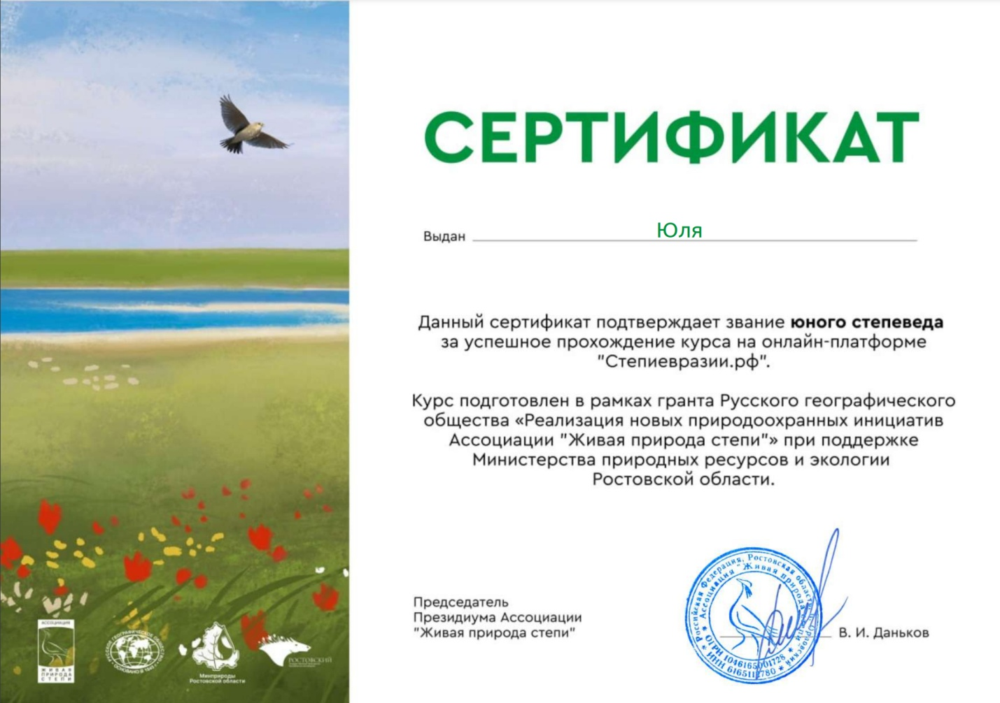 СЕРТИФИКАТ
Выдан Юля
Данный сертификат подтверждает звание юного степеведа
за успешное прохождение курса на онлайн-платформе
"Степиевразии.рф".
Курс подготовлен в рамках гранта Русского географического
общества «Реализация новых природоохранных инициатив
Ассоциации "Живая природа степи"» при поддержке
Министерства природных ресурсов и экологии
Ростовской области.
Председатель
Президиума Ассоциации
"Живая природа степи"
В. И. Даньков
Российская Федерация, Ростовская область
Ассоциация "Живая природа степи"
ОГРН 1046165001728
ИНН
АССОЦИАЦИЯ
ЖИВАЯ
ПРИРОДА
СТЕПИ
РУССКОЕ ГЕОГРАФИЧЕСКОЕ ОБЩЕСТВО
ОСНОВАНО В 1845 г
Минприроды
Ростовской области
РОСТОВСКИЙ